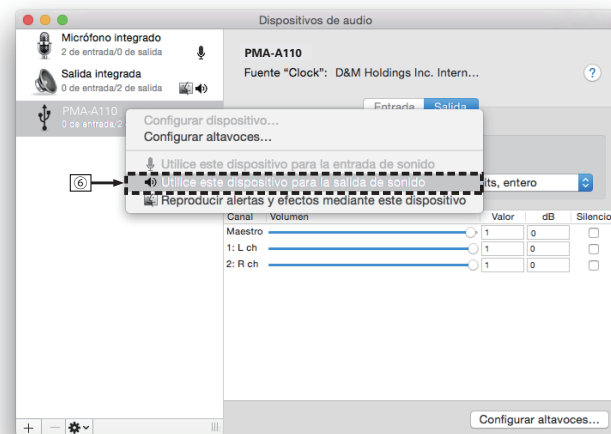 Dispositivos de audio
Micrófono integrado
2 de entrada/0 de salida
Salida integrada
0 de entrada/2 de salida
PMA-A110
0 de entrada/2
PMA-A110
Fuente “Clock”: D&M Holdings Inc. Intern...
?
Entrada Salida
Configurar dispositivo...
Configurar altavoces...
Utilice este dispositivo para la entrada de sonido
⑥ Utilice este dispositivo para la salida de sonido
Reproducir alertas y efectos mediante este dispositivo
its, entero
Canal Volumen Valor dB Silencio
Maestro 1 0
1: L ch 1 0
2: R ch 1 0
+ −
Configurar altavoces...